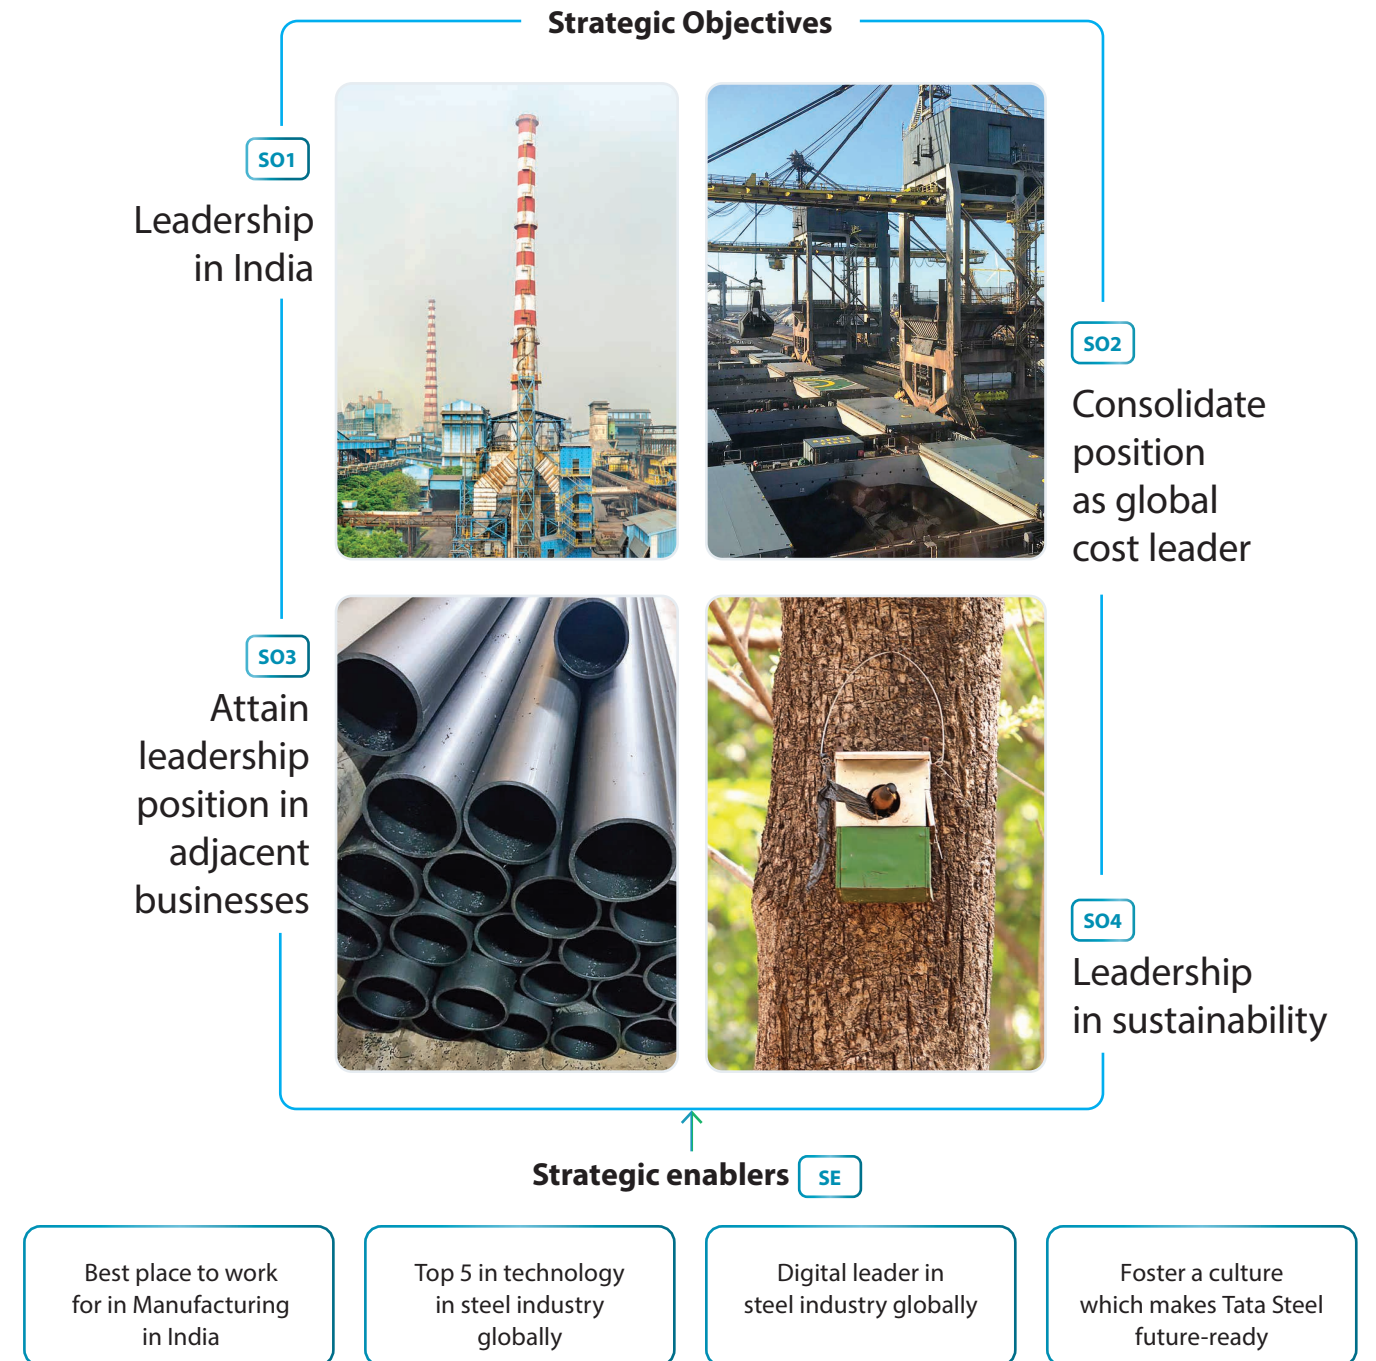 Strategic Objectives
SO1
Leadership
in India
SO2
Consolidate
position
as global
cost leader
SO3
Attain
leadership
position in
adjacent
businesses
SO4
Leadership
in sustainability
Strategic enablers SE
Best place to work
for in Manufacturing
in India
Top 5 in technology
in steel industry
globally
Digital leader in
steel industry globally
Foster a culture
which makes Tata Steel
future-ready